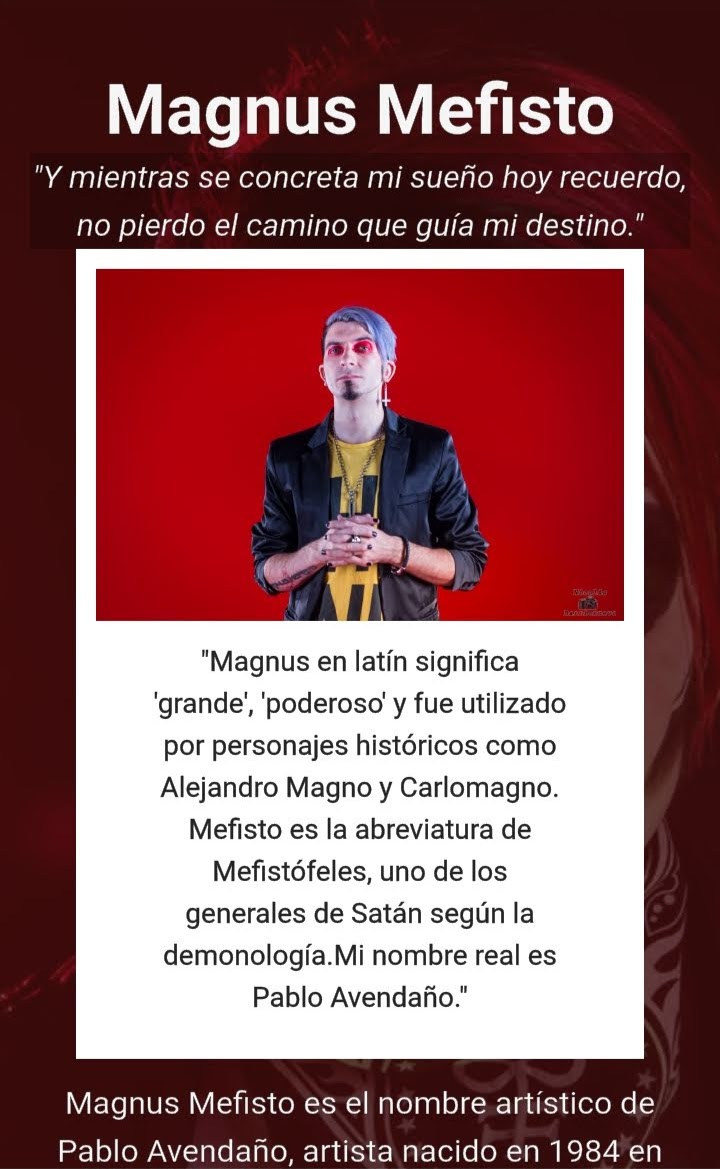 Magnus Mefisto
"Y mientras se concreta mi sueño hoy recuerdo,
no pierdo el camino que guía mi destino."
"Magnus en latín significa
'grande', 'poderoso' y fue utilizado
por personajes históricos como
Alejandro Magno y Carlomagno.
Mefisto es la abreviatura de
Mefistófeles, uno de los
generales de Satán según la
demonología.Mi nombre real es
Pablo Avendaño."
Magnus Mefisto es el nombre artístico de
Pablo Avendaño, artista nacido en 1984 en